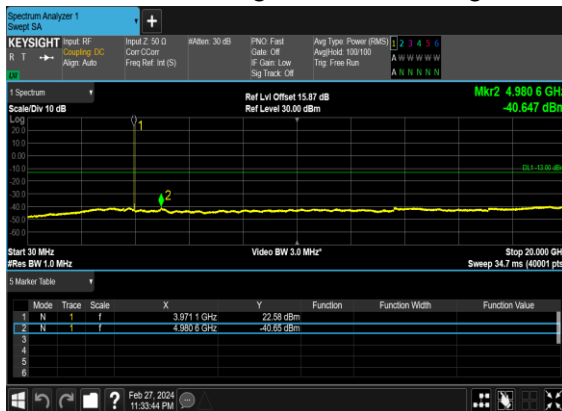 Spectrum Analyzer 1
Swept SA
KEYSIGHT Input: RF Input Z: 50 Ω #Atten: 30 dB PNO: Fast Avg Type: Power (RMS) 1 2 3 4 5 6
R T Coupling: DC Corr CCorr Gate: Off Avg|Hold: 100/100 A W W W W W
Align: Auto Freq Ref: Int (S) IF Gain: Low Trig: Free Run A N N N N N
Sig Track: Off
1 Spectrum Ref Lvl Offset 15.87 dB Mkr2 4.980 6 GHz
Scale/Div 10 dB Ref Level 30.00 dBm -40.647 dBm
Log
20.0 1
10.0
0.00
-10.0 DL1 -13.00 dB
-20.0
-30.0 2
-40.0
-50.0
-60.0
Start 30 MHz Video BW 3.0 MHz* Stop 20.000 GH
#Res BW 1.0 MHz Sweep 34.7 ms (40001 pts
5 Marker Table
Mode Trace Scale X Y Function Function Width Function Value
1 N 1 f 3.971 1 GHz 22.58 dBm
2 N 1 f 4.980 6 GHz -40.65 dBm
3
4
5
6
? Feb 27, 2024
11:33:44 PM